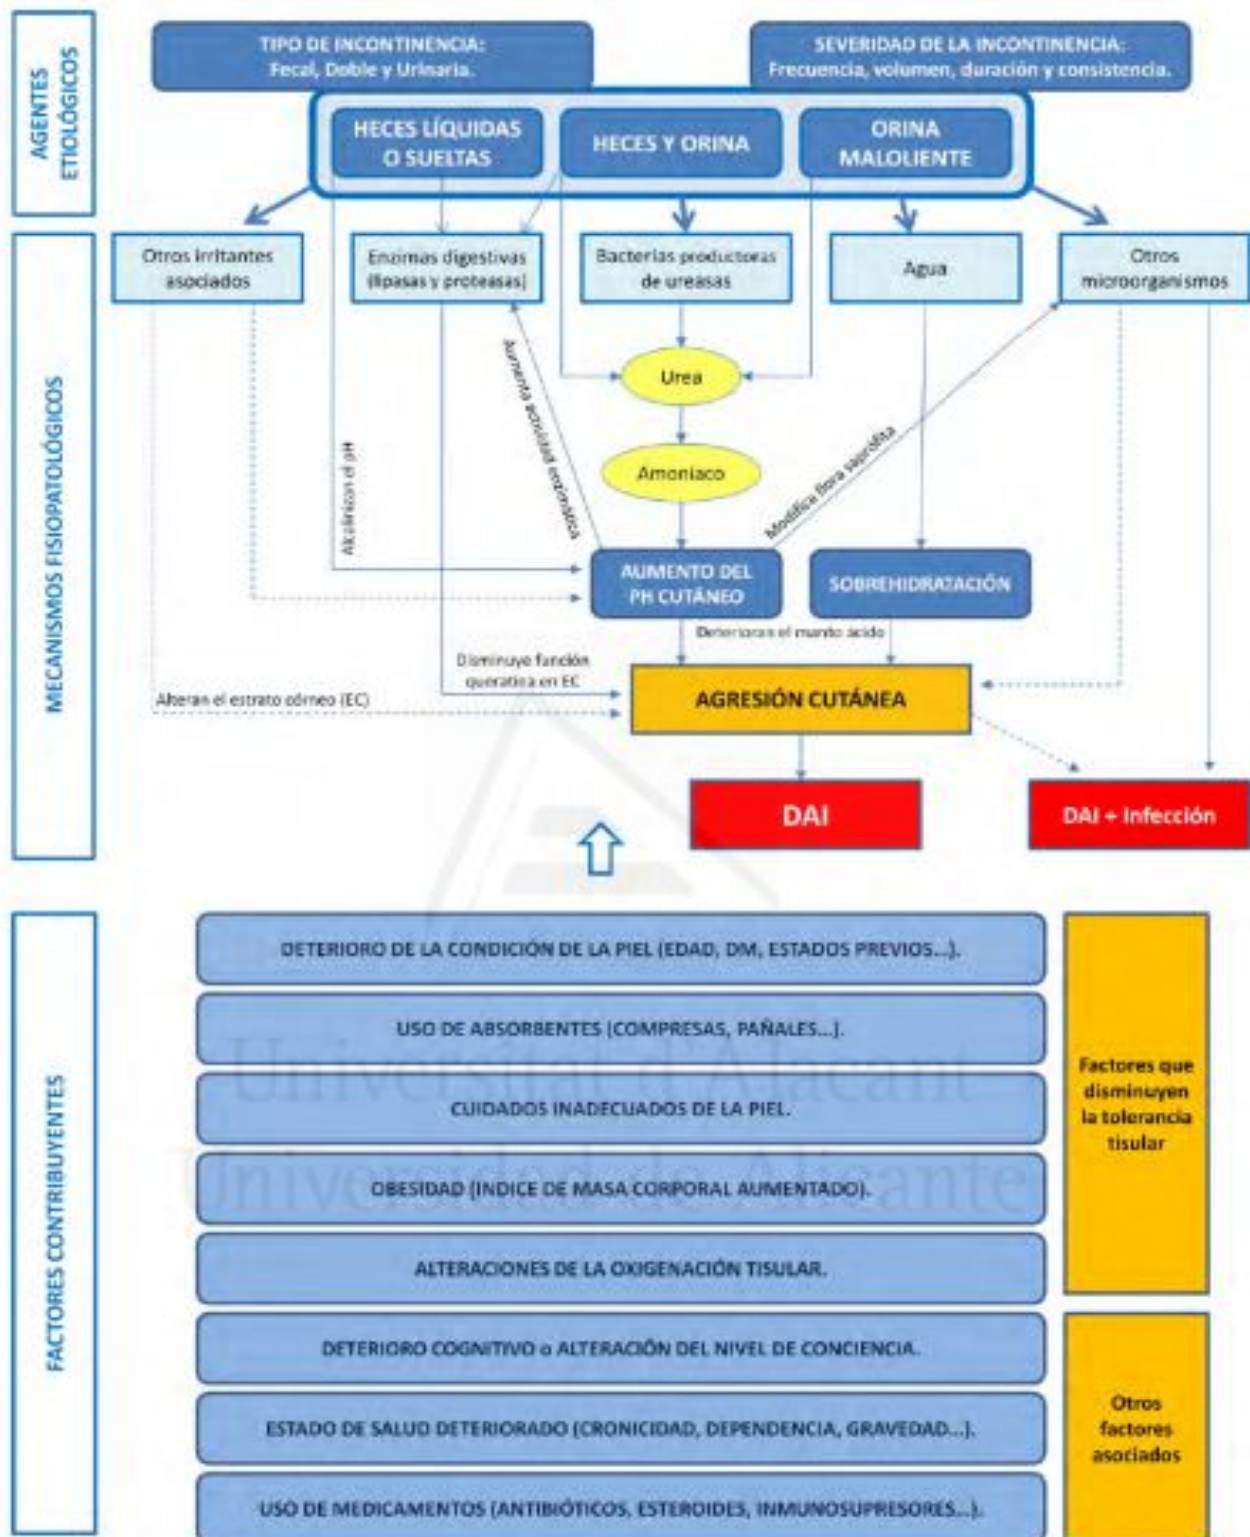 AGENTES
ETIOLÓGICOS
TIPO DE INCONTINENCIA:
Fecal, Doble y Urinaria.
SEVERIDAD DE LA INCONTINENCIA:
Frecuencia, volumen, duración y consistencia.
HECES LÍQUIDAS
O SUELTAS
HECES Y ORINA
ORINA
MALOLIENTE
MECANISMOS FISIOPATOLÓGICOS
Otros irritantes
asociados
Enzimas digestivas
(lipasas y proteasas)
Bacterias productoras
de ureasas
Agua
Otros
microorganismos
Urea
Amoniaco
Alcalinizan el pH
Aumenta actividad enzimática
Modifica flora saprófita
AUMENTO DEL
PH CUTÁNEO
SOBREHIDRATACIÓN
Deterioran el manto ácido
Disminuye función
queratina en EC
Alteran el estrato córneo (EC)
AGRESIÓN CUTÁNEA
DAI
DAI + Infección
FACTORES CONTRIBUYENTES
DETERIORO DE LA CONDICIÓN DE LA PIEL (EDAD, DM, ESTADOS PREVIOS...).
USO DE ABSORBENTES (COMPRESAS, PAÑALES...).
CUIDADOS INADECUADOS DE LA PIEL.
OBESIDAD (INDICE DE MASA CORPORAL AUMENTADO).
ALTERACIONES DE LA OXIGENACIÓN TISULAR.
DETERIORO COGNITIVO o ALTERACIÓN DEL NIVEL DE CONCIENCIA.
ESTADO DE SALUD DETERIORADO (CRONICIDAD, DEPENDENCIA, GRAVEDAD...).
USO DE MEDICAMENTOS (ANTIBIÓTICOS, ESTEROIDES, INMUNOSUPRESORES...).
Factores que
disminuyen
la tolerancia
tisular
Otros
factores
asociados
Universitat d'Alacant
Universidad de Alicante